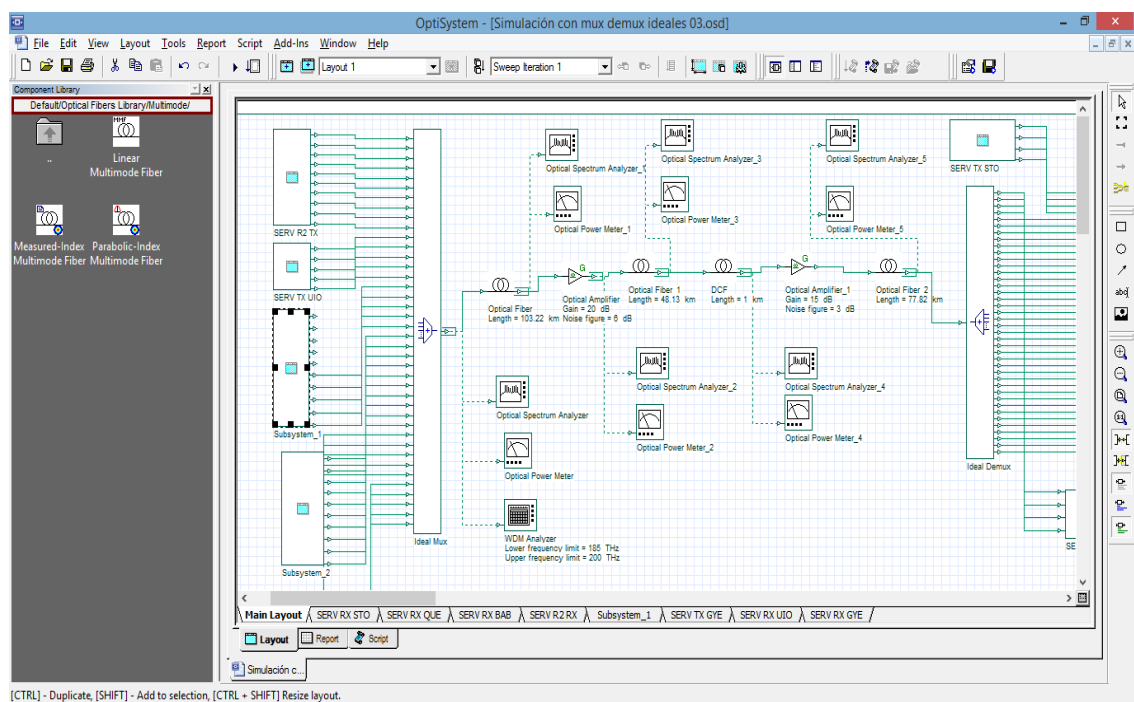 OptiSystem - [Simulación con mux demux ideales 03.osd]
File Edit View Layout Tools Report Script Add-Ins Window Help
Layout 1
Sweep Iteration 1
Component Library
Default/Optical Fibers Library/Multimode/
..
Linear
Multimode Fiber
Measured-Index
Multimode Fiber
Parabolic-Index
Multimode Fiber
SERV R2 TX
SERV TX UIO
Subsystem_1
Subsystem_2
Ideal Mux
Optical Spectrum Analyzer_1
Optical Power Meter_1
Optical Spectrum Analyzer_3
Optical Power Meter_3
Optical Spectrum Analyzer_5
Optical Power Meter_5
SERV TX STO
Optical Fiber
Length = 103.22 km
Optical Amplifier
Gain = 20 dB
Noise figure = 6 dB
Optical Fiber 1
Length = 48.13 km
DCF
Length = 1 km
Optical Amplifier_1
Gain = 15 dB
Noise figure = 3 dB
Optical Fiber 2
Length = 77.82 km
Optical Spectrum Analyzer
Optical Power Meter
WDM Analyzer
Lower frequency limit = 185 THz
Upper frequency limit = 200 THz
Optical Spectrum Analyzer_2
Optical Power Meter_2
Optical Spectrum Analyzer_4
Optical Power Meter_4
Ideal Demux
SE
Main Layout SERV RX STO SERV RX QUE SERV RX BAB SERV R2 RX Subsystem_1 SERV TX GYE SERV RX UIO SERV RX GYE
Layout Report Script
Simulación c...
[CTRL] - Duplicate, [SHIFT] - Add to selection, [CTRL + SHIFT] Resize layout.